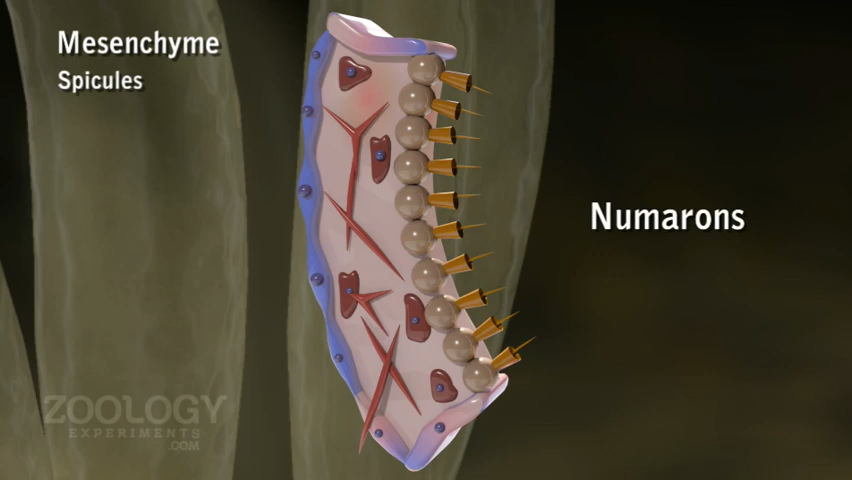 Mesenchyme
Spicules
Numarons
ZOOLOGY
EXPERIMENTS
.COM